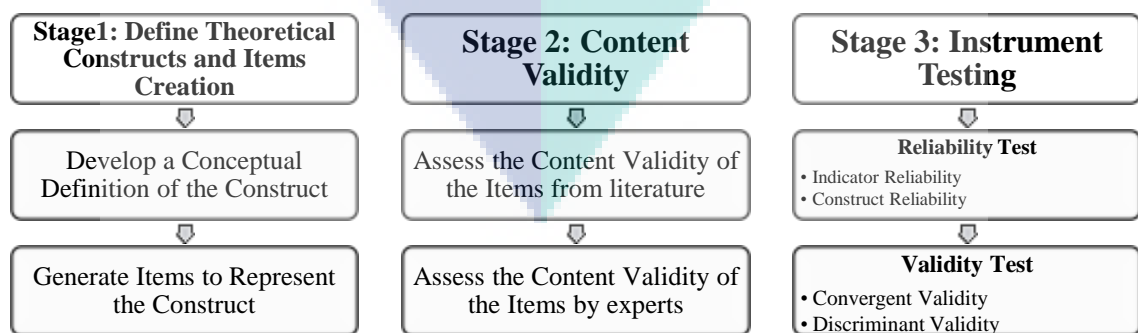 Stage1: Define Theoretical
Constructs and Items
Creation
Develop a Conceptual
Definition of the Construct
Generate Items to Represent
the Construct
Stage 2: Content
Validity
Assess the Content Validity of
the Items from literature
Assess the Content Validity of
the Items by experts
Stage 3: Instrument
Testing
Reliability Test
• Indicator Reliability
• Construct Reliability
Validity Test
• Convergent Validity
• Discriminant Validity